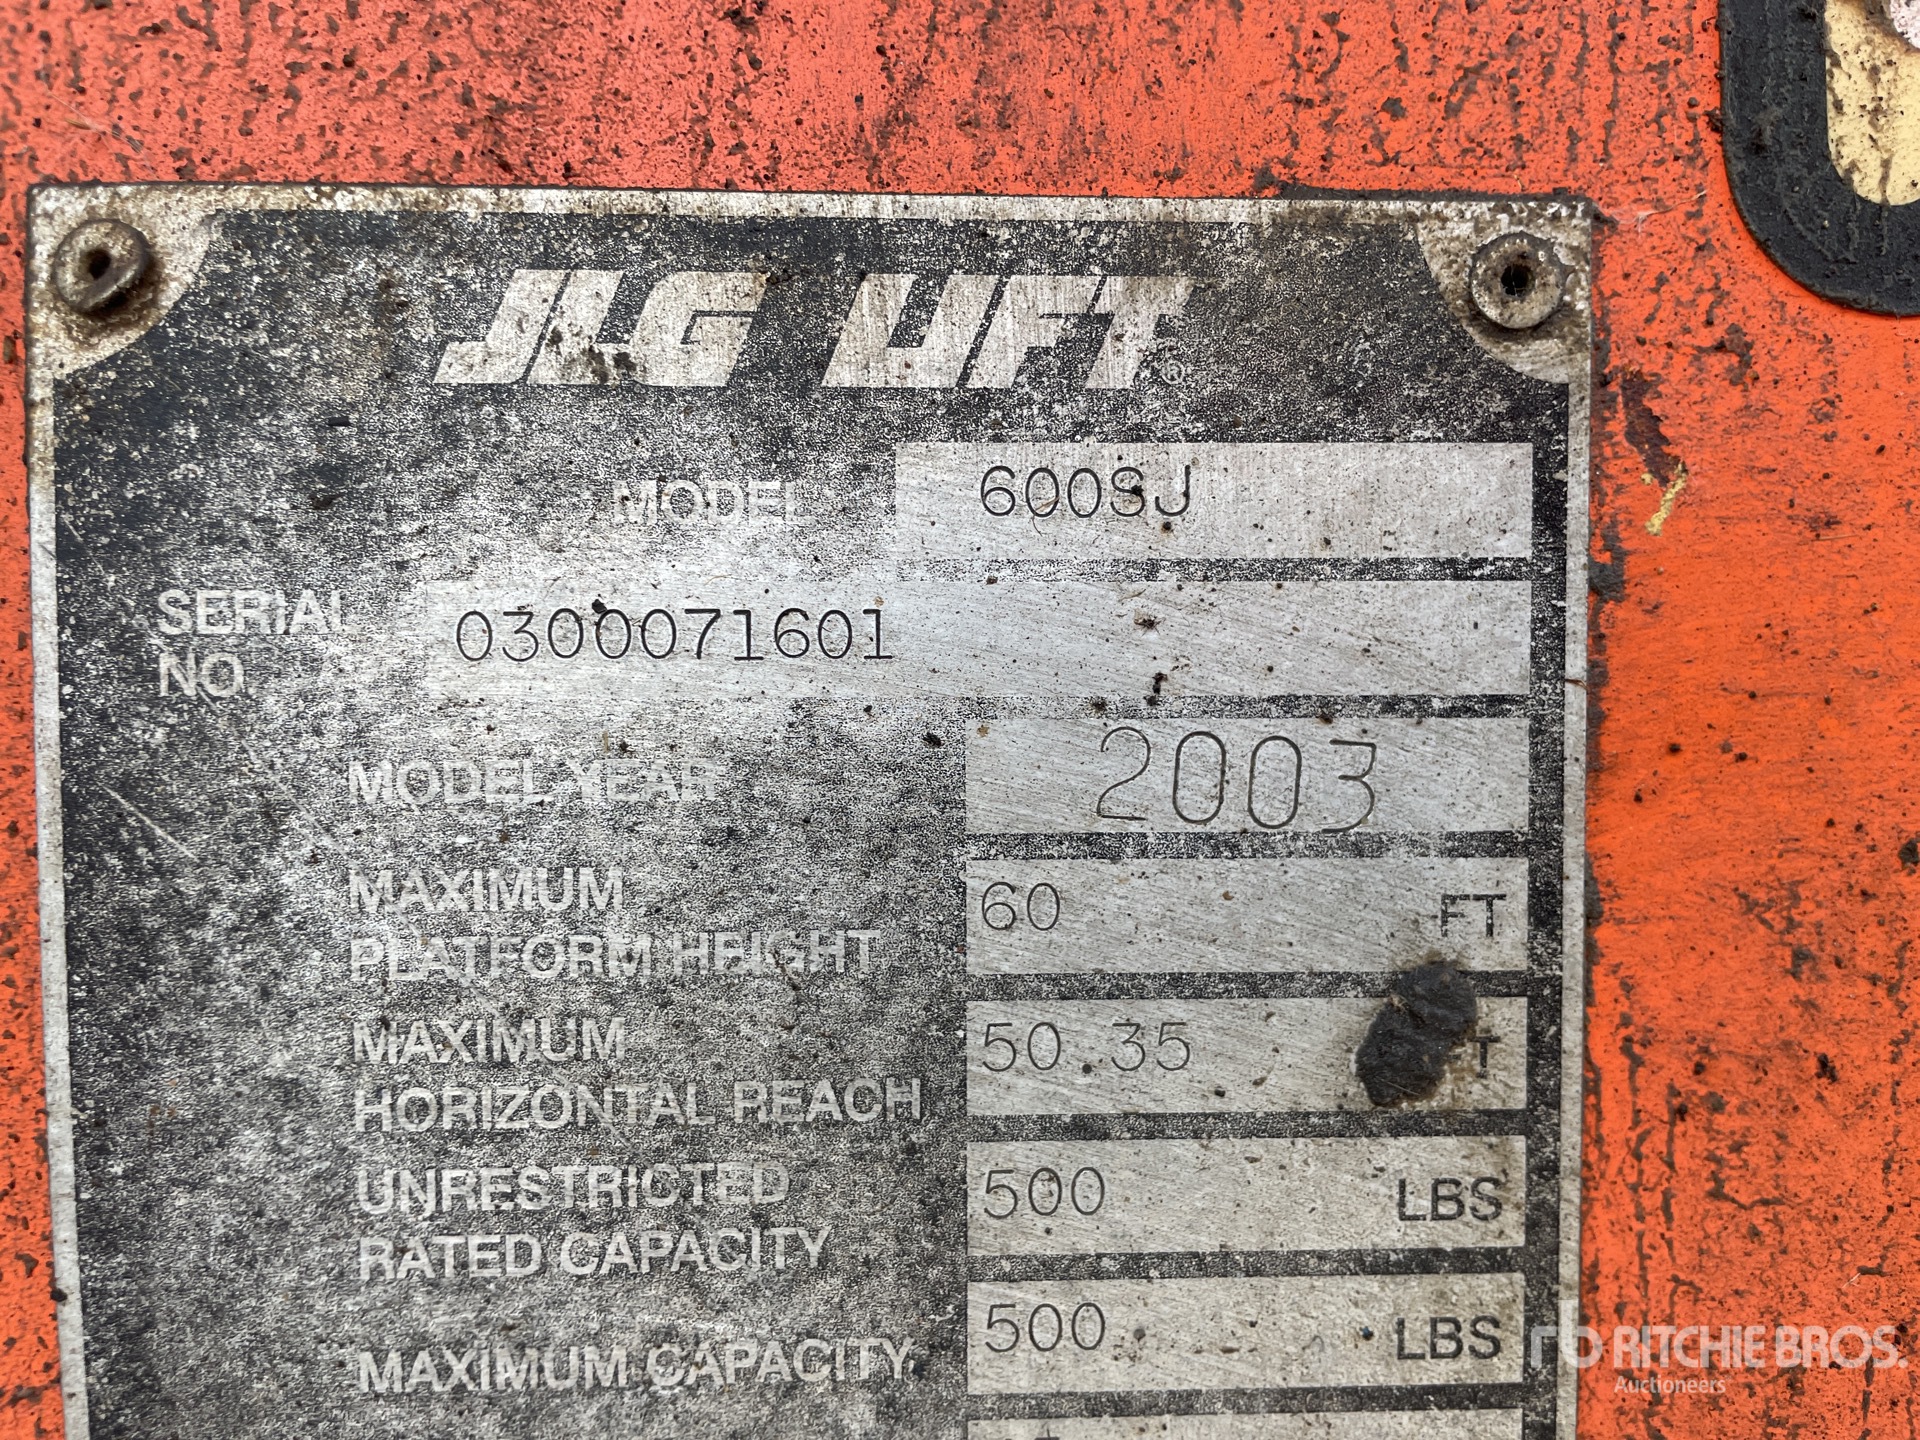 JLG LIFT®
MODEL 600SJ
SERIAL NO. 0300071601
MODEL YEAR 2003
MAXIMUM
PLATFORM HEIGHT 60 FT
MAXIMUM
HORIZONTAL REACH 50.35 FT
UNRESTRICTED
RATED CAPACITY 500 LBS
MAXIMUM CAPACITY 500 LBS
RITCHIE BROS.
Auctioneers